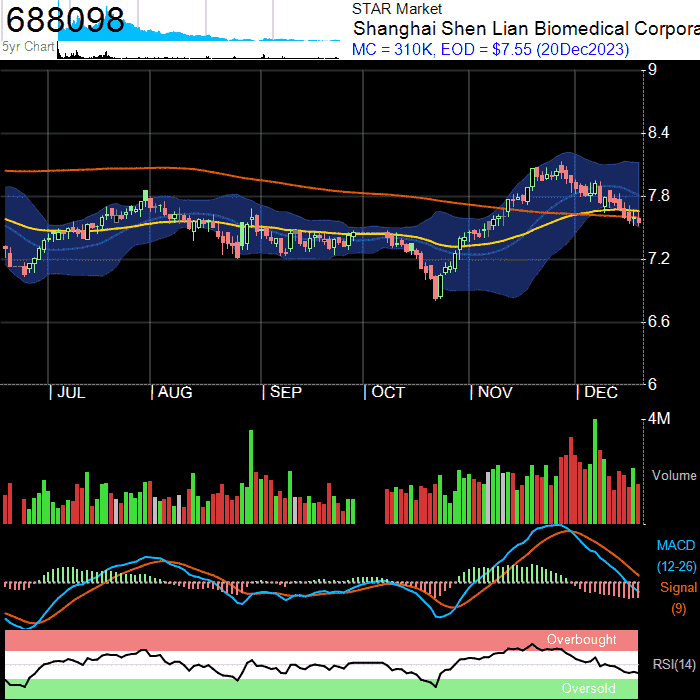 688098
5yr Chart
STAR Market
Shanghai Shen Lian Biomedical Corpora
MC = 310K, EOD = $7.55 (20Dec2023)
9
8.4
7.8
7.2
6.6
6
JUL AUG SEP OCT NOV DEC
4M
Volume
MACD
(12-26)
Signal
(9)
Overbought
RSI(14)
Oversold